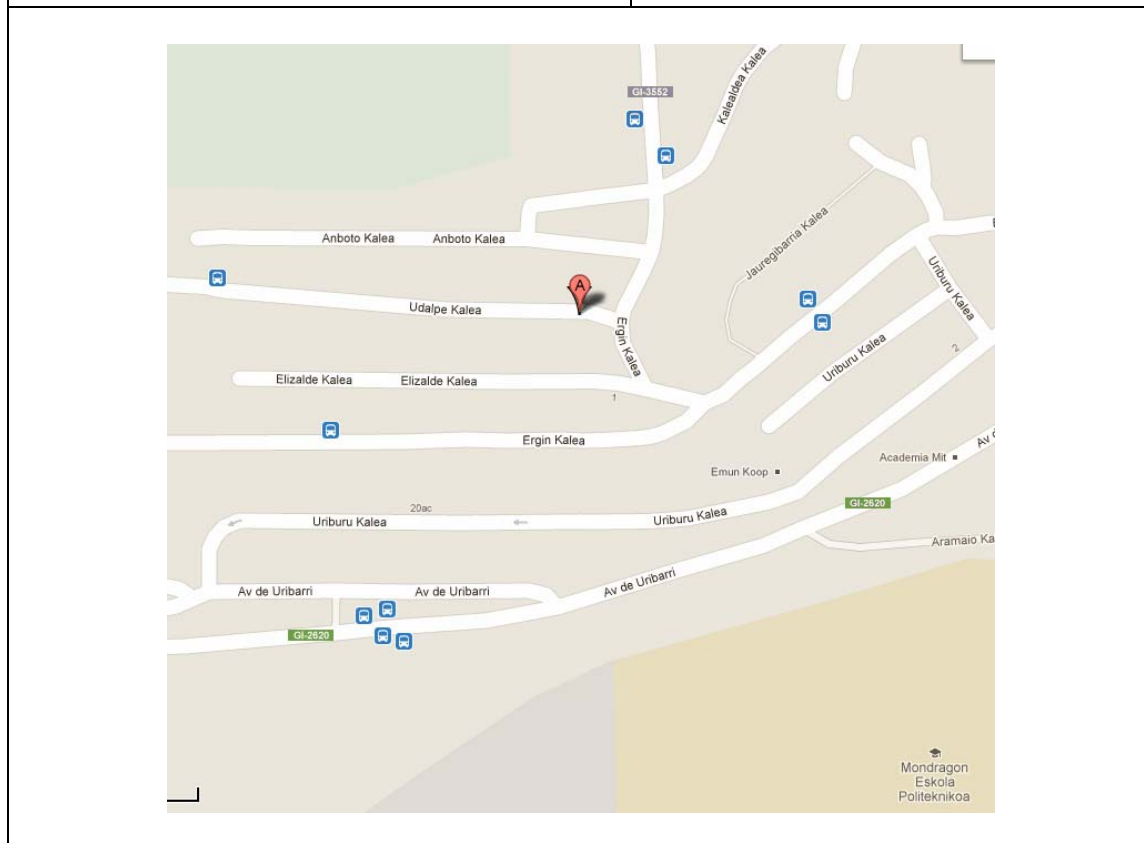 Kalealdea Kalea
GI-3552
Jauregibarria Kalea
Anboto Kalea Anboto Kalea
A
Uriburu Kalea
Udalpe Kalea
Ergin Kalea
Uriburu Kalea
2
Elizalde Kalea Elizalde Kalea
1
Ergin Kalea
Academia Mit
Emun Koop
GI-2620
20ac
Uriburu Kalea Uriburu Kalea
Aramaio Ka
Av de Uribarri Av de Uribarri Av de Uribarri
GI-2620
Mondragon
Eskola
Politeknikoa